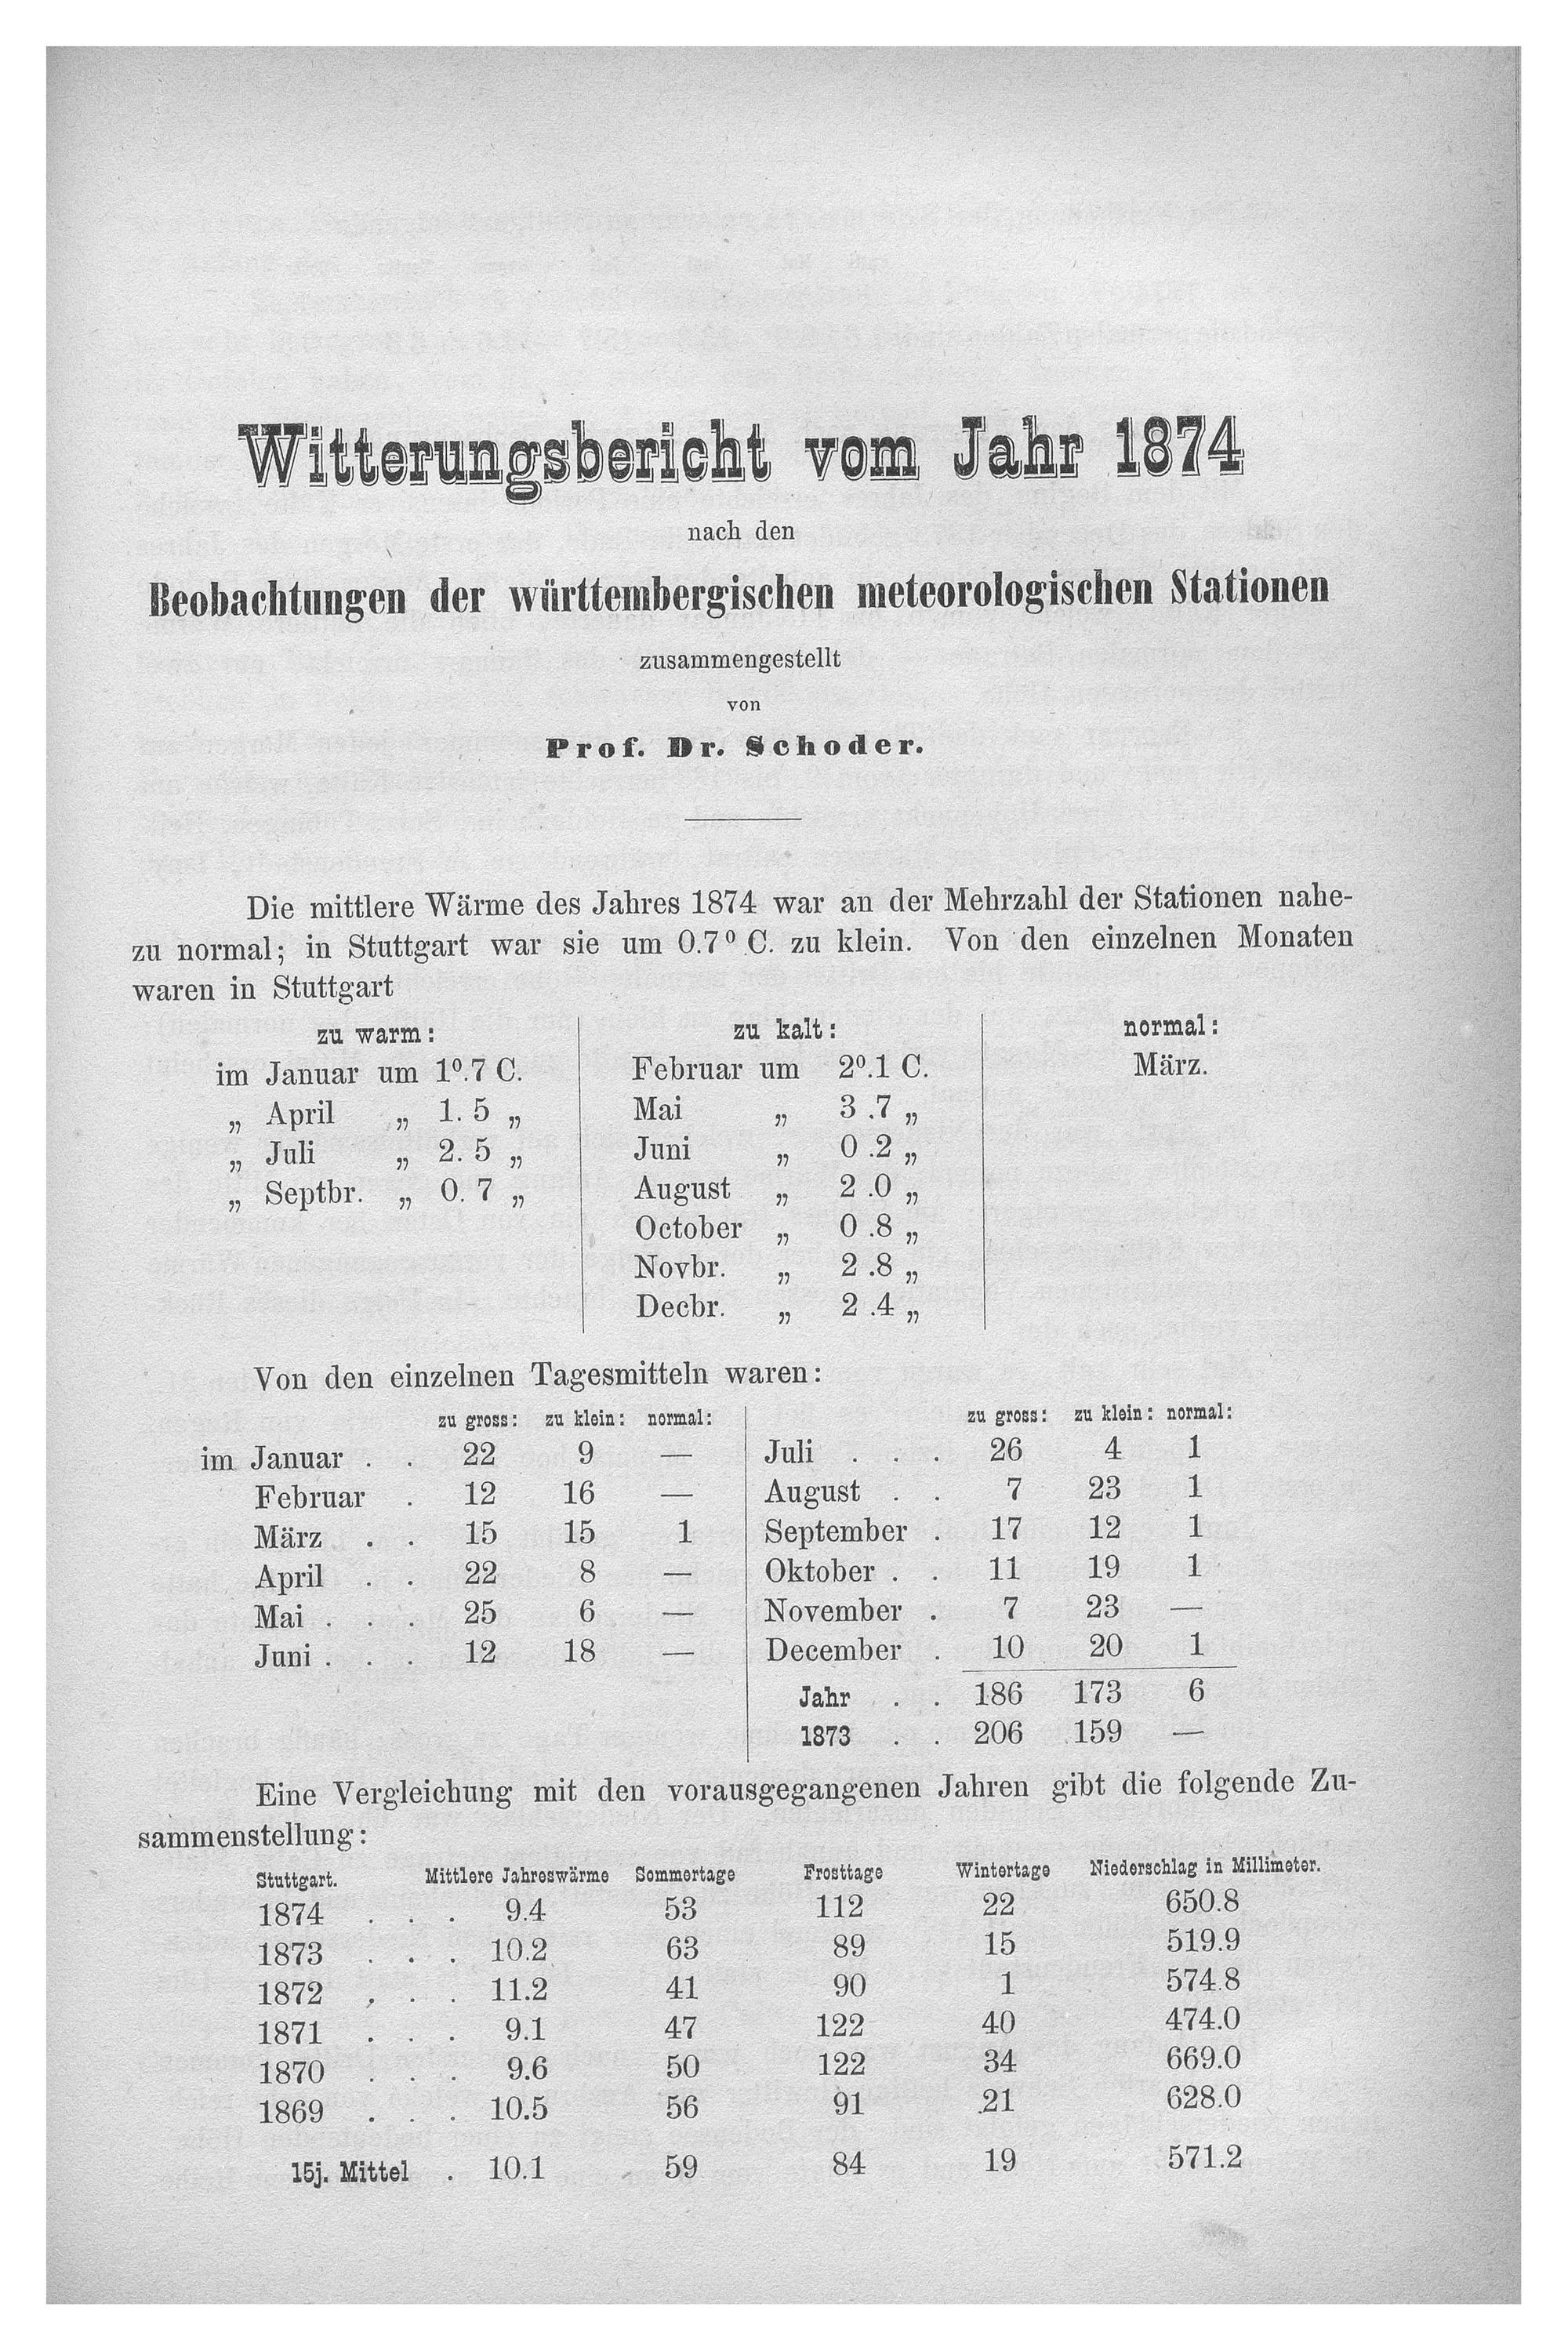 Witterungsbericht vom Jahr 1874
nach den
Beobachtungen der württembergischen meteorologischen Stationen
zusammengestellt
von
Prof. Dr. Schoder.
Die mittlere Wärme des Jahres 1874 war an der Mehrzahl der Stationen nahe-
zu normal; in Stuttgart war sie um 0.7⁰ C. zu klein. Von den einzelnen Monaten
waren in Stuttgart
zu warm: zu kalt: normal:
im Januar um 1⁰.7 C. Februar um 2⁰.1 C. März.
„ April „ 1. 5 „ Mai „ 3 .7 „
„ Juli „ 2. 5 „ Juni „ 0 .2 „
„ Septbr. „ 0. 7 „ August „ 2 .0 „
October „ 0 .8 „
Novbr. „ 2 .8 „
Decbr. „ 2 .4 „
Von den einzelnen Tagesmitteln waren:
zu gross: zu klein: normal: zu gross: zu klein: normal:
im Januar . . 22 9 — Juli . . . 26 4 1
Februar . 12 16 — August . . 7 23 1
März . . 15 15 1 September . 17 12 1
April . . 22 8 — Oktober . . 11 19 1
Mai . . . 25 6 — November . 7 23 —
Juni . . . 12 18 — December . 10 20 1
Jahr . . 186 173 6
1873 . . 206 159 —
Eine Vergleichung mit den vorausgegangenen Jahren gibt die folgende Zu-
sammenstellung:
Stuttgart. Mittlere Jahreswärme Sommertage Frosttage Wintertage Niederschlag in Millimeter.
1874 . . . 9.4 53 112 22 650.8
1873 . . . 10.2 63 89 15 519.9
1872 . . . 11.2 41 90 1 574.8
1871 . . . 9.1 47 122 40 474.0
1870 . . . 9.6 50 122 34 669.0
1869 . . . 10.5 56 91 21 628.0
15j. Mittel . 10.1 59 84 19 571.2